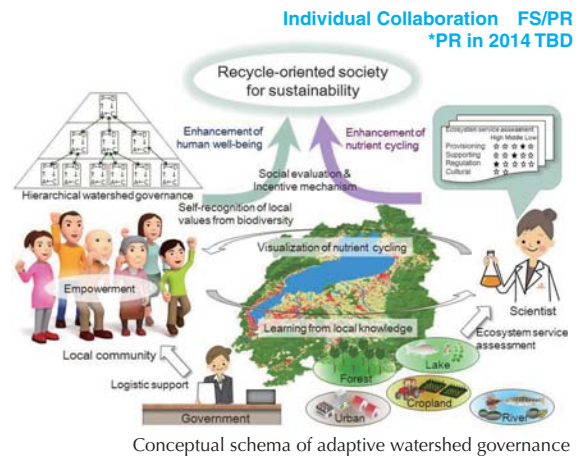 Individual Collaboration FS/PR
*PR in 2014 TBD
Recycle-oriented society
for sustainability
Enhancement of
human well-being
Enhancement of
nutrient cycling
Ecosystem service assessment
High Middle Low
Provisioning ☆ ☆ ☆ ★ ☆
Supporting ☆ ☆ ★ ☆ ☆
Regulation ★ ☆ ☆ ☆ ☆
Cultural ☆ ☆
Social evaluation &
Incentive mechanism
Hierarchical watershed governance
Self-recognition of local
values from biodiversity
Visualization of nutrient cycling
Empowerment
Scientist
Learning from local knowledge
Ecosystem service
assessment
Local community
Lake
Forest
Logistic support
Cropland
Government
Urban
River
Conceptual schema of adaptive watershed governance